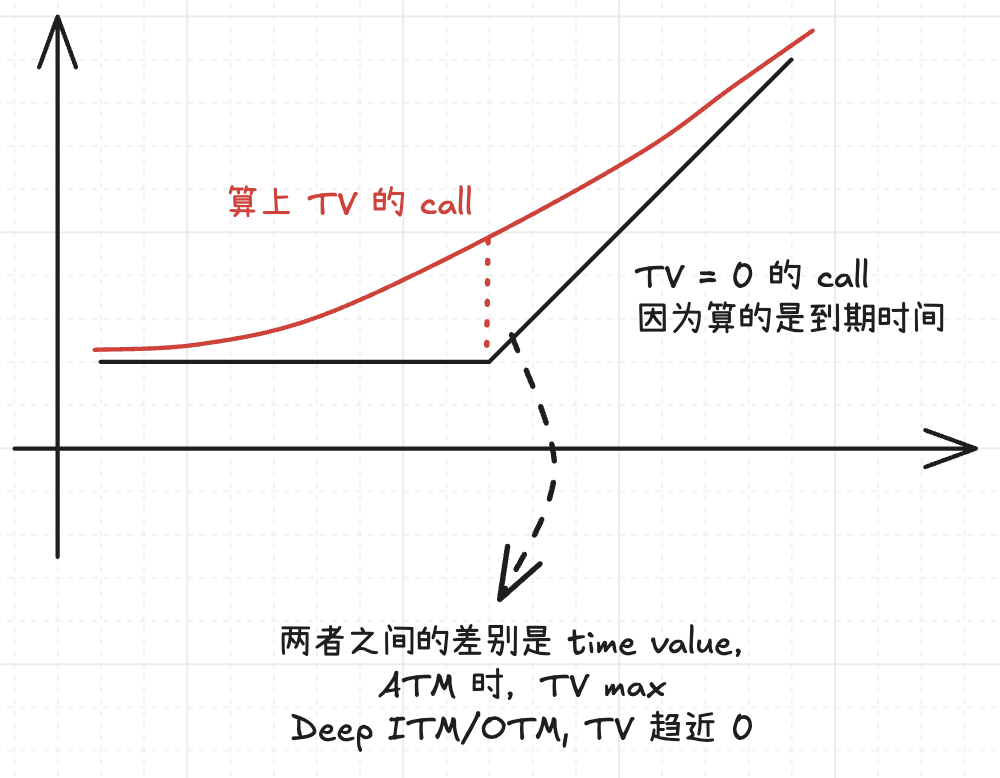 算上 TV 的 call
TV = 0 的 call
因为算的是到期时间
两者之间的差别是 time value,
ATM 时, TV max
Deep ITM/OTM, TV 趋近 0